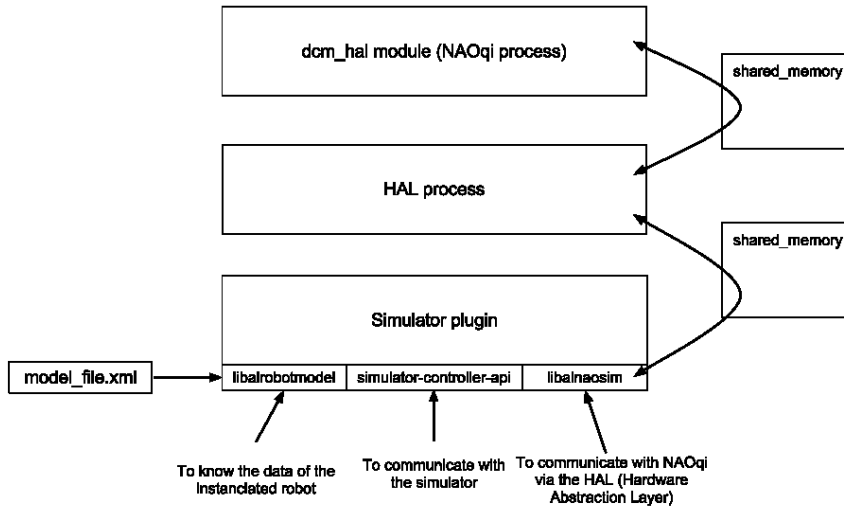 dcm_hal module (NAOqi process)
shared_memory
HAL process
shared_memory
Simulator plugin
model_file.xml
libalrobotmodel
simulator-controller-api
libalnaosim
To know the data of the
instanciated robot
To communicate with
the simulator
To communicate with NAOqi
via the HAL (Hardware
Abstraction Layer)